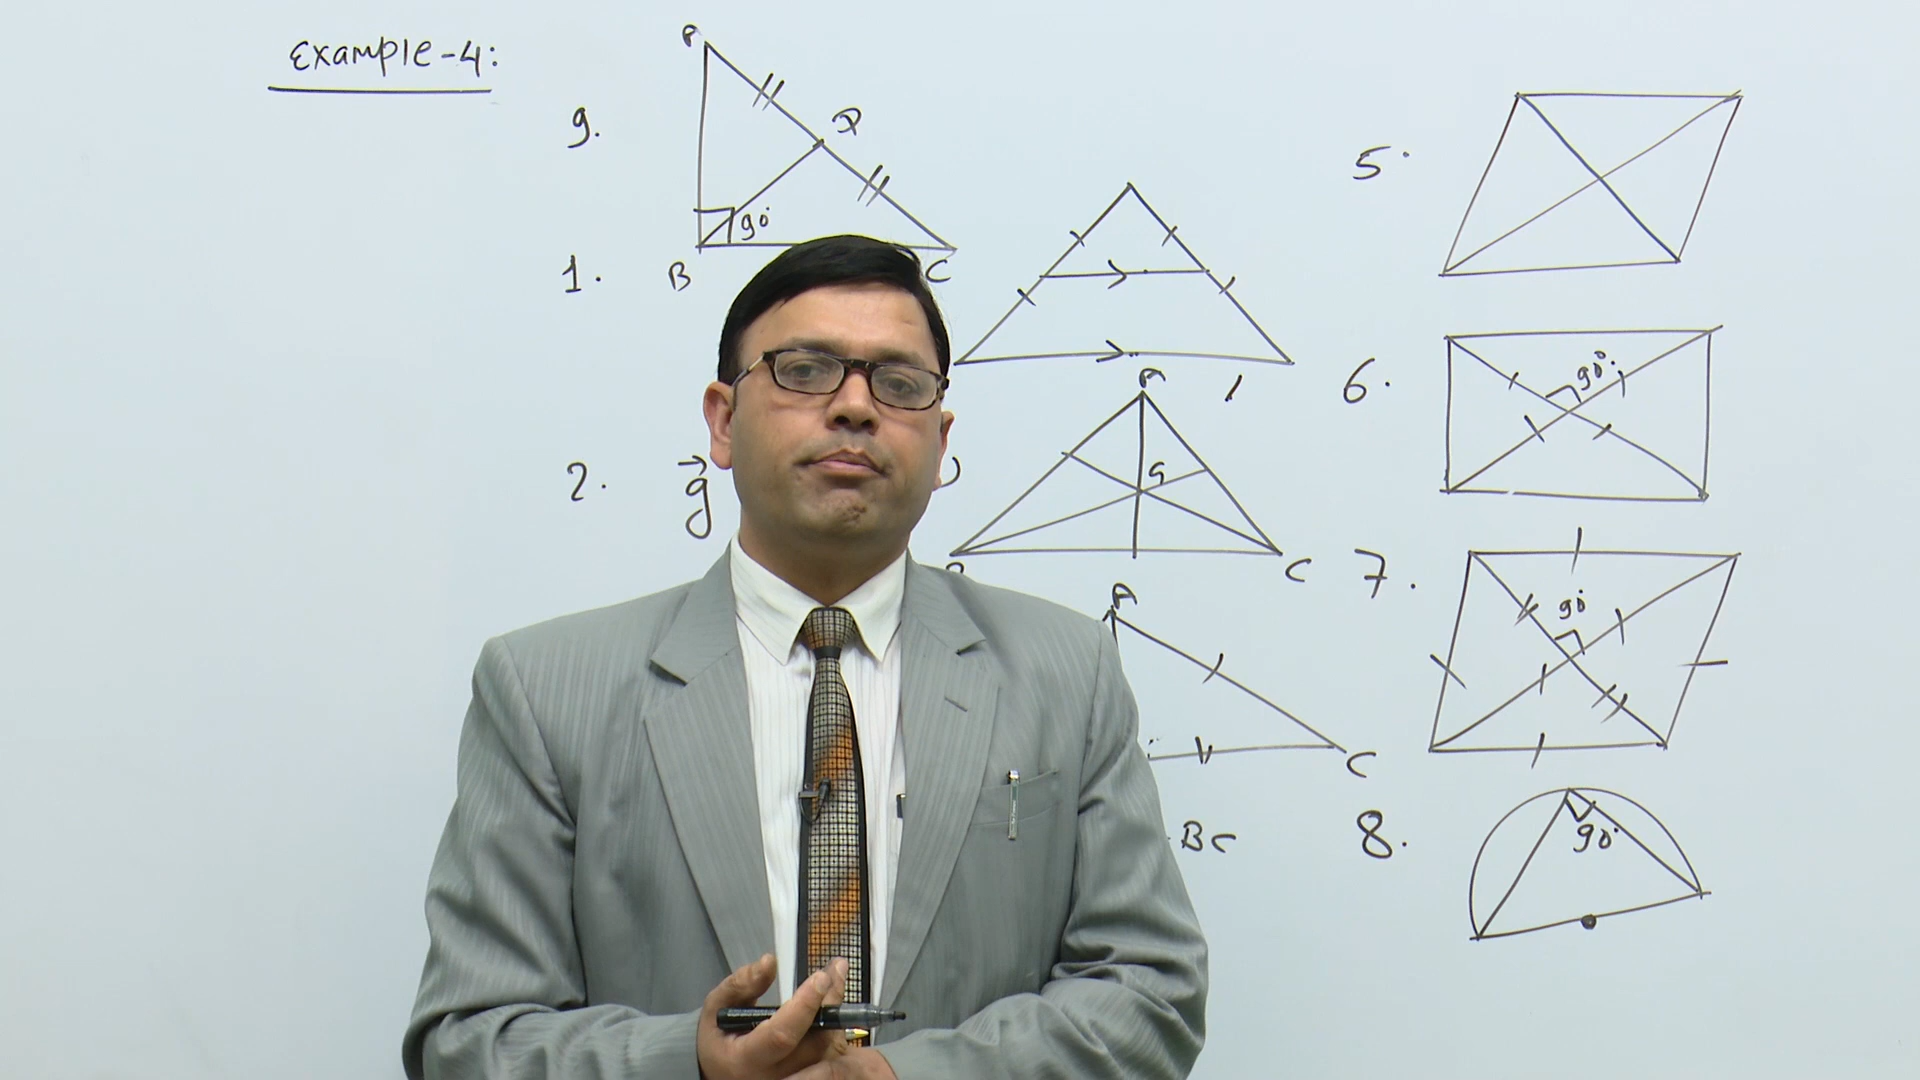 Example-4:
9.
P
Q
90°
B
C
1.
2.
g⃗
A
G
C
A
C
BC
5.
6.
90°
7.
90°
8.
90°